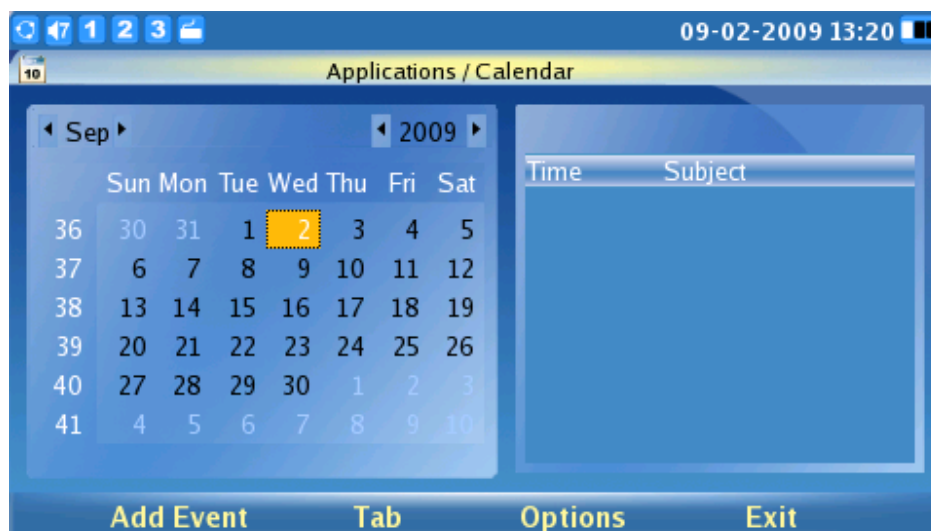 7 1 2 3 09-02-2009 13:20
10 Applications / Calendar
Sep 2009
Time Subject
Sun Mon Tue Wed Thu Fri Sat
36 30 31 1 2 3 4 5
37 6 7 8 9 10 11 12
38 13 14 15 16 17 18 19
39 20 21 22 23 24 25 26
40 27 28 29 30 1 2 3
41 4 5 6 7 8 9 10
Add Event Tab Options Exit